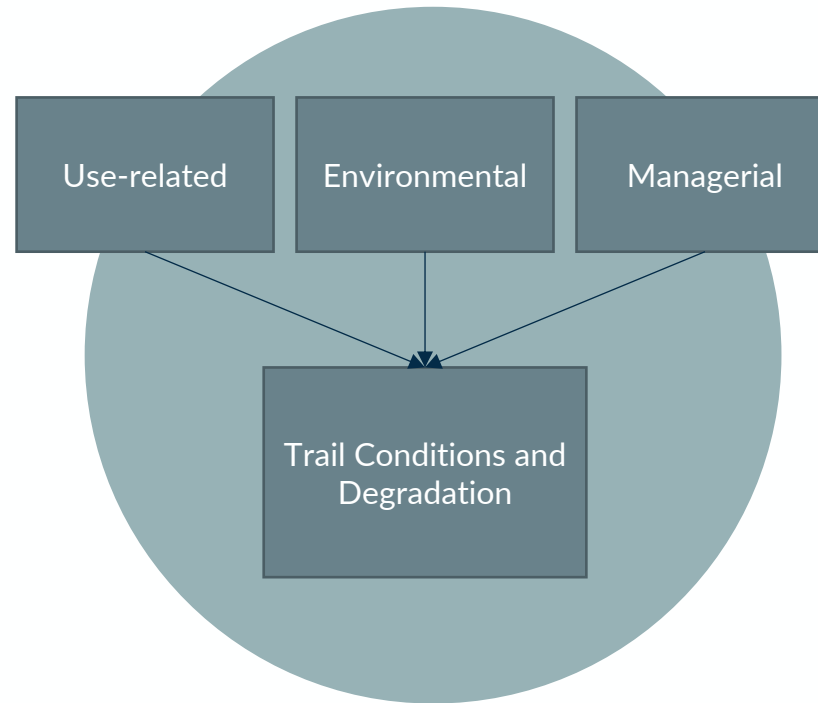 Use-related
Environmental
Managerial
Trail Conditions and
Degradation